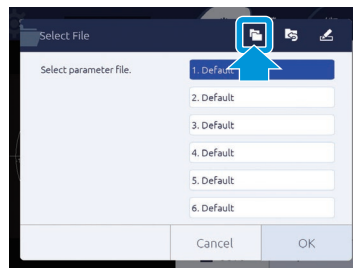 Select File
Select parameter file.
1. Default
2. Default
3. Default
4. Default
5. Default
6. Default
Cancel
OK